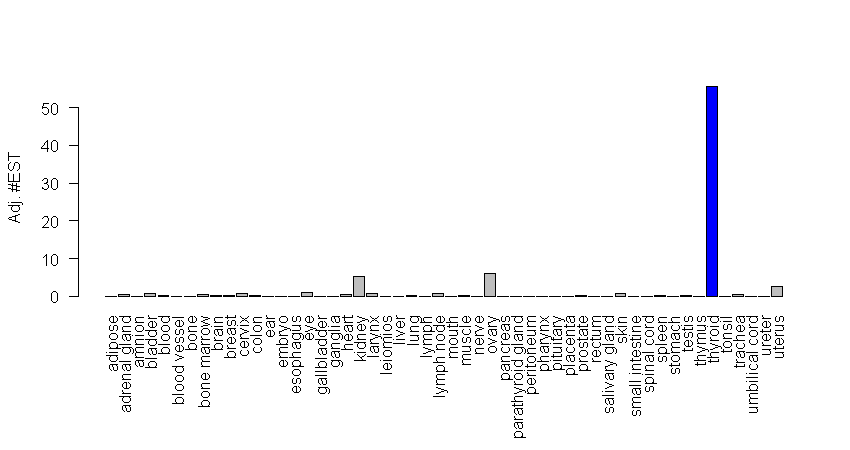 Adj. #EST
50
40
30
20
10
0
adipose
adrenal gland
amnion
bladder
blood
blood vessel
bone
bone marrow
brain
breast
cervix
colon
ear
embryo
esophagus
eye
gallbladder
ganglia
heart
kidney
larynx
leiomios
liver
lung
lymph
lymph node
mouth
muscle
nerve
ovary
pancreas
parathyroid gland
peritoneum
pharynx
pituitary
placenta
prostate
rectum
salivary gland
skin
small intestine
spinal cord
spleen
stomach
testis
thymus
thyroid
tonsil
trachea
umbilical cord
ureter
uterus